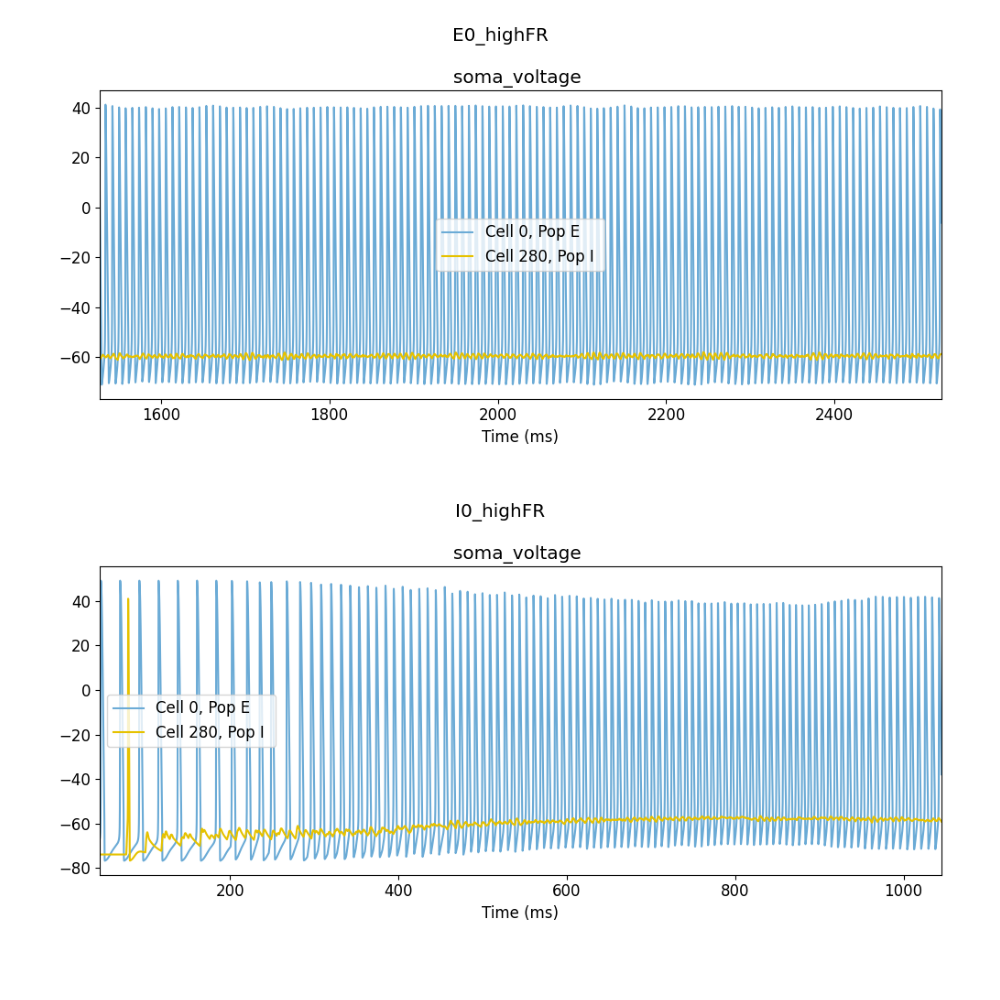 E0_highFR
soma_voltage
40
20
0
−20
−40
−60
Cell 0, Pop E
Cell 280, Pop I
1600 1800 2000 2200 2400
Time (ms)
I0_highFR
soma_voltage
40
20
0
−20
−40
−60
−80
Cell 0, Pop E
Cell 280, Pop I
200 400 600 800 1000
Time (ms)